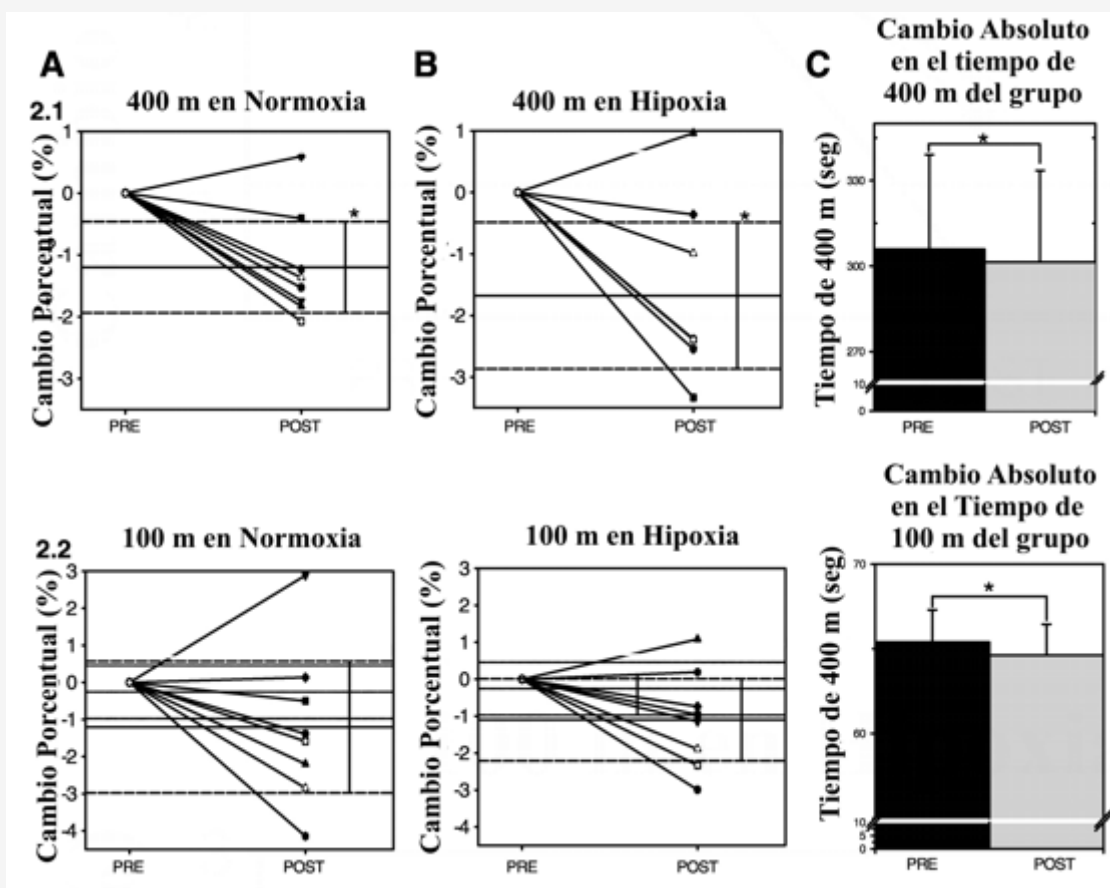 A
2.1
400 m en Normoxia
Cambio Porcentual (%)
1
0
-1
-2
-3
*
PRE
POST
B
400 m en Hipoxia
Cambio Porcentual (%)
1
0
-1
-2
-3
*
PRE
POST
C
Cambio Absoluto
en el tiempo de
400 m del grupo
Tiempo de 400 m (seg)
330
300
270
10
0
*
PRE
POST
2.2
100 m en Normoxia
Cambio Porcentual (%)
3
2
1
0
-1
-2
-3
-4
PRE
POST
100 m en Hipoxia
Cambio Porcentual (%)
3
2
1
0
-1
-2
-3
-4
PRE
POST
Cambio Absoluto
en el Tiempo de
100 m del grupo
Tiempo de 400 m (seg)
70
60
10
5
0
*
PRE
POST